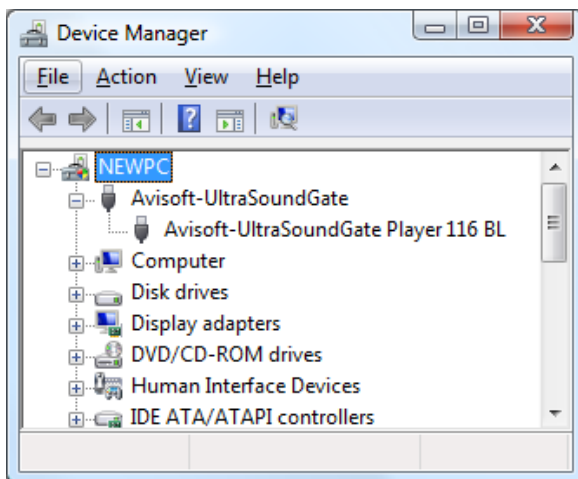 Device Manager
File Action View Help
NEWPC
Avisoft-UltraSoundGate
Avisoft-UltraSoundGate Player 116 BL
Computer
Disk drives
Display adapters
DVD/CD-ROM drives
Human Interface Devices
IDE ATA/ATAPI controllers